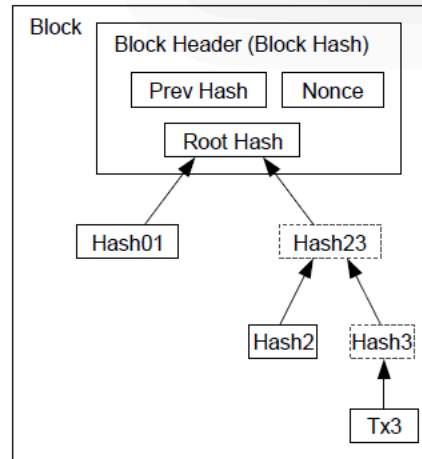 Block
Block Header (Block Hash)
Prev Hash
Nonce
Root Hash
Hash01
Hash23
Hash2
Hash3
Tx3